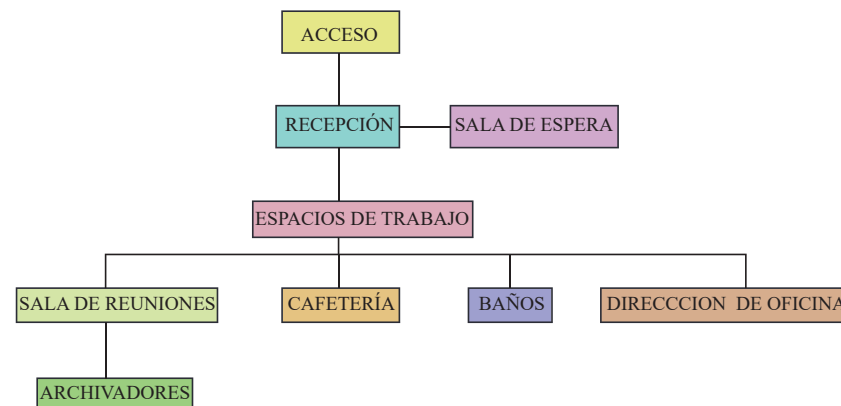 ACCESO
RECEPCIÓN
SALA DE ESPERA
ESPACIOS DE TRABAJO
SALA DE REUNIONES
CAFETERÍA
BAÑOS
DIRECCCION DE OFICINA
ARCHIVADORES